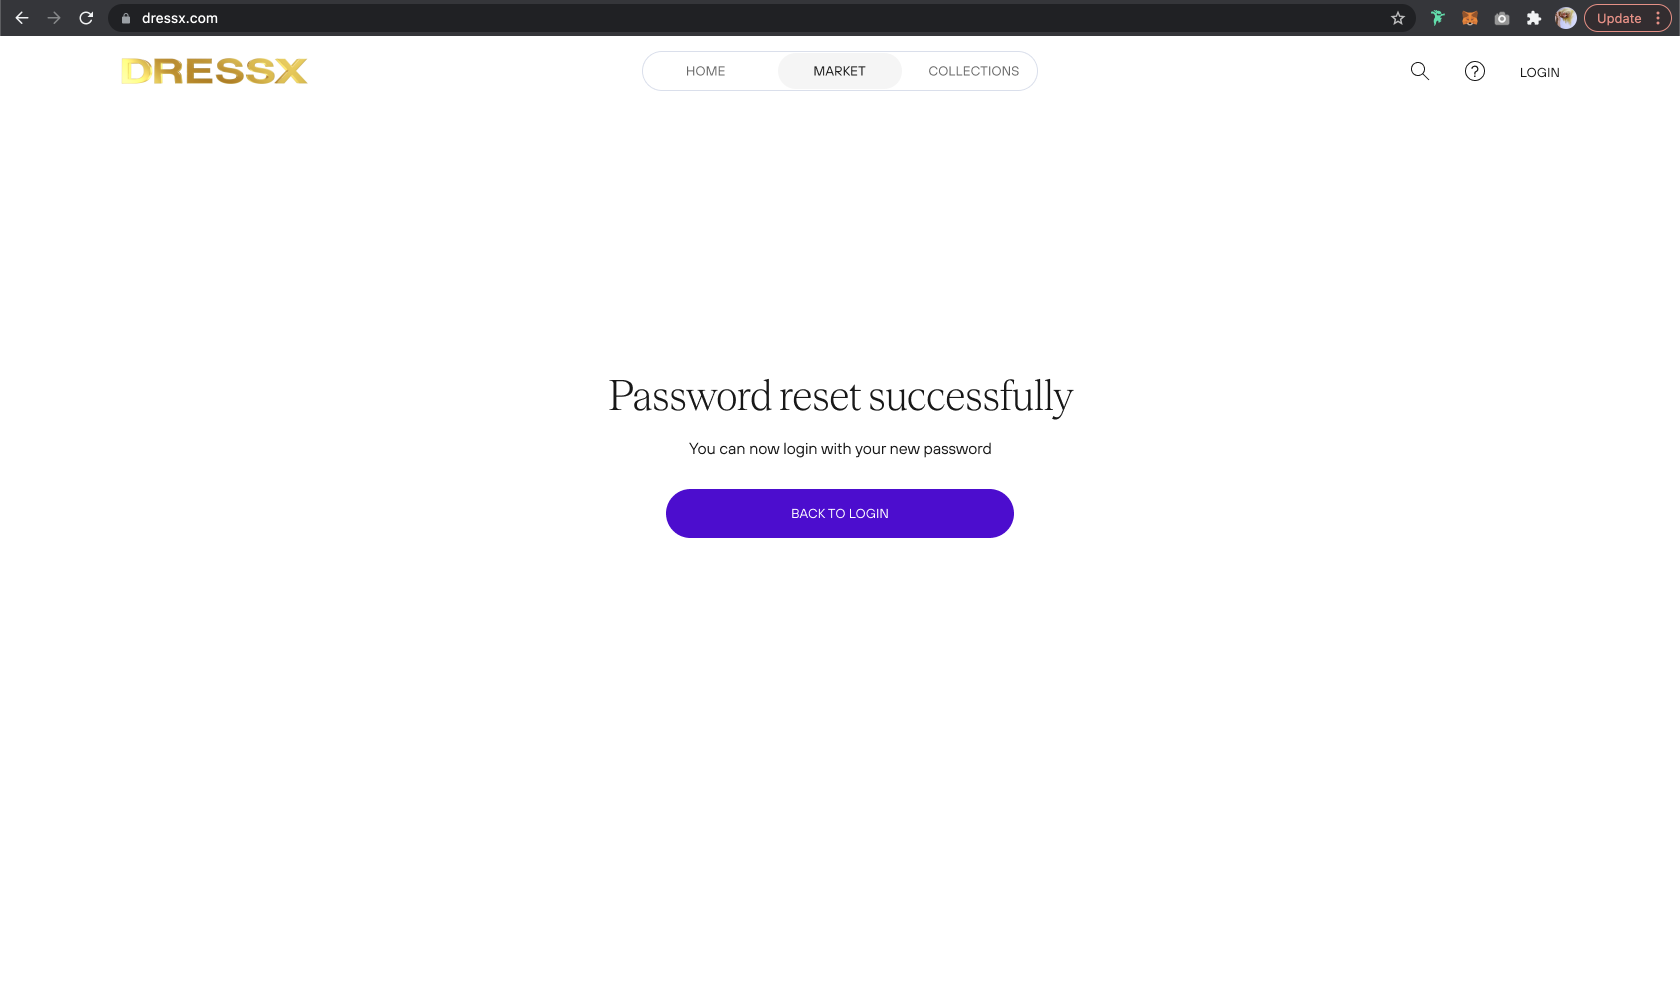 dressx.com
Update
DRESSX
HOME
MARKET
COLLECTIONS
LOGIN
Password reset successfully
You can now login with your new password
BACK TO LOGIN